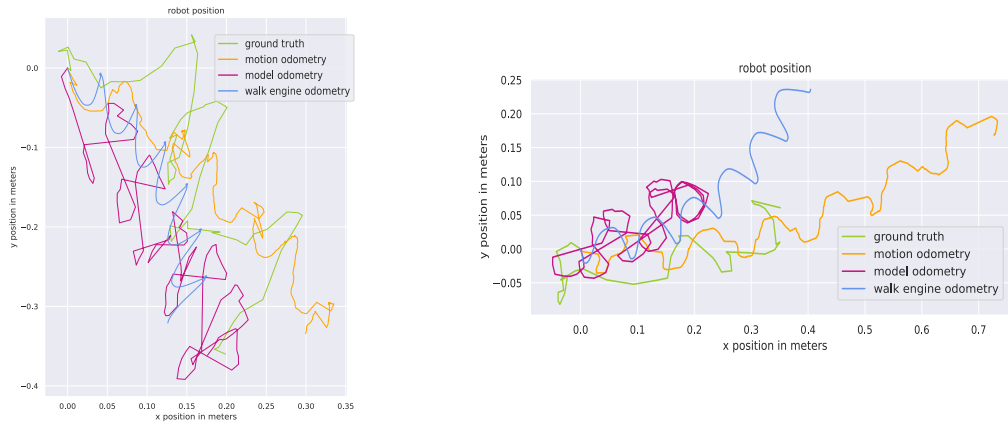 robot position
ground truth
motion odometry
model odometry
walk engine odometry
y position in meters
0.0
−0.1
−0.2
−0.3
−0.4
0.00 0.05 0.10 0.15 0.20 0.25 0.30 0.35
x position in meters
robot position
y position in meters
0.25
0.20
0.15
0.10
0.05
0.00
−0.05
ground truth
motion odometry
model odometry
walk engine odometry
0.0 0.1 0.2 0.3 0.4 0.5 0.6 0.7
x position in meters